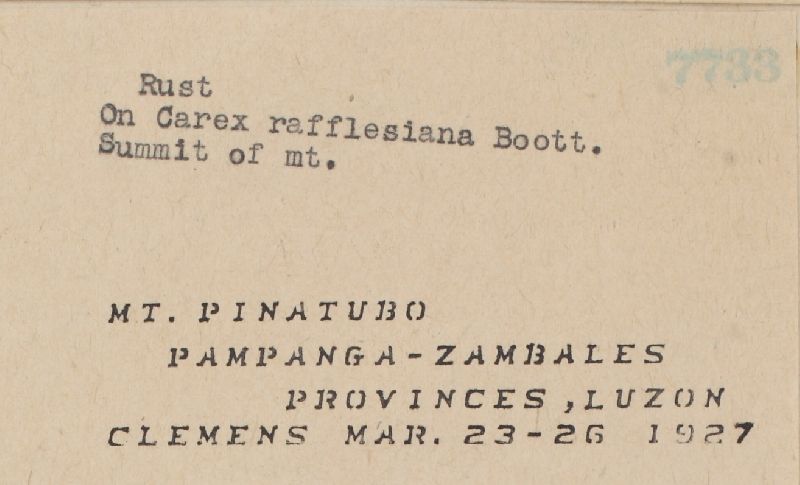 7733
Rust
On Carex rafflesiana Boott.
Summit of mt.
MT. PINATUBO
PAMPANGA-ZAMBALES
PROVINCES, LUZON
CLEMENS MAR. 23-26 1927